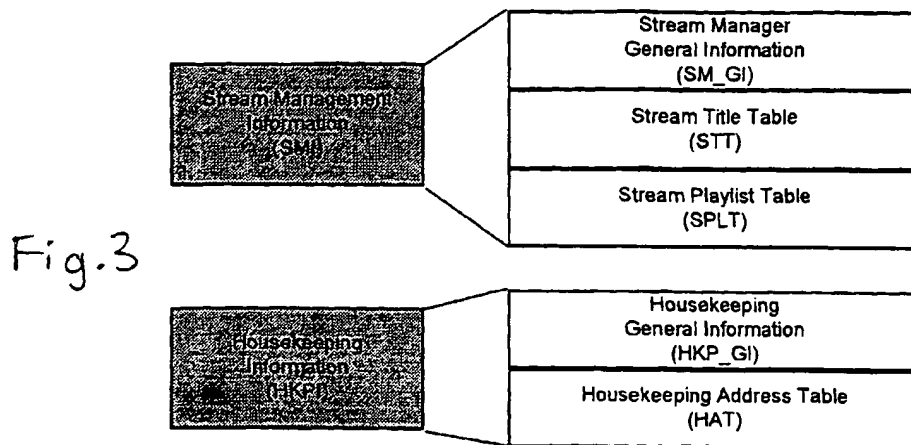 Stream Management
Information
(SMI)
Stream Manager
General Information
(SM_GI)
Stream Title Table
(STT)
Stream Playlist Table
(SPLT)
Fig.3
Housekeeping
Information
(HKPI)
Housekeeping
General Information
(HKP_GI)
Housekeeping Address Table
(HAT)